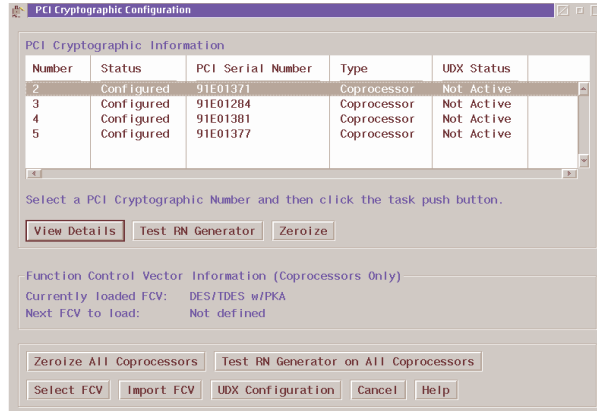 PCI Cryptographic Configuration
PCI Cryptographic Information
Number Status PCI Serial Number Type UDX Status
2 Configured 91E01371 Coprocessor Not Active
3 Configured 91E01284 Coprocessor Not Active
4 Configured 91E01381 Coprocessor Not Active
5 Configured 91E01377 Coprocessor Not Active
Select a PCI Cryptographic Number and then click the task push button.
View Details Test RN Generator Zeroize
Function Control Vector Information (Coprocessors Only)
Currently loaded FCV: DES/TDES w/PKA
Next FCV to load: Not defined
Zeroize All Coprocessors Test RN Generator on All Coprocessors
Select FCV Import FCV UDX Configuration Cancel Help